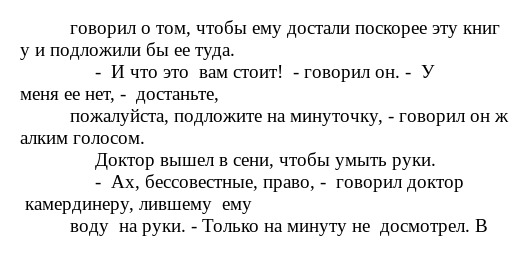 говорил о том, чтобы ему достали поскорее эту книг
у и подложили бы ее туда.
-  И что это  вам стоит!  - говорил он. -  У
меня ее нет, -  достаньте,
пожалуйста, подложите на минуточку, - говорил он ж
алким голосом.
Доктор вышел в сени, чтобы умыть руки.
-  Ах, бессовестные, право, -  говорил доктор
камердинеру, лившему  ему
воду  на руки. - Только на минуту не  досмотрел. В